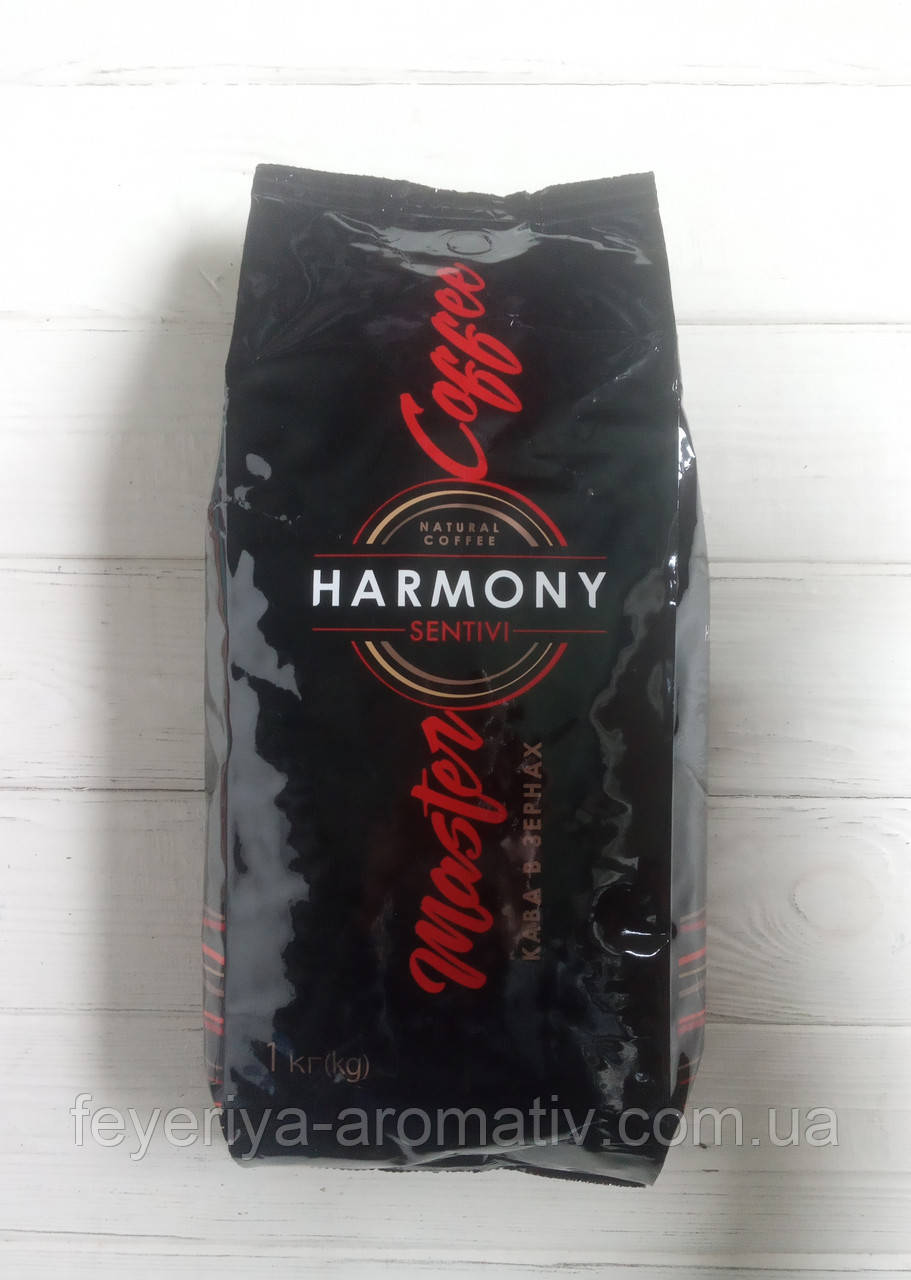 Master Coffee
NATURAL
COFFEE
HARMONY
SENTIVI
КАВА В ЗЕРНАХ
1 кг(kg)
feyeriya-aromativ.com.ua